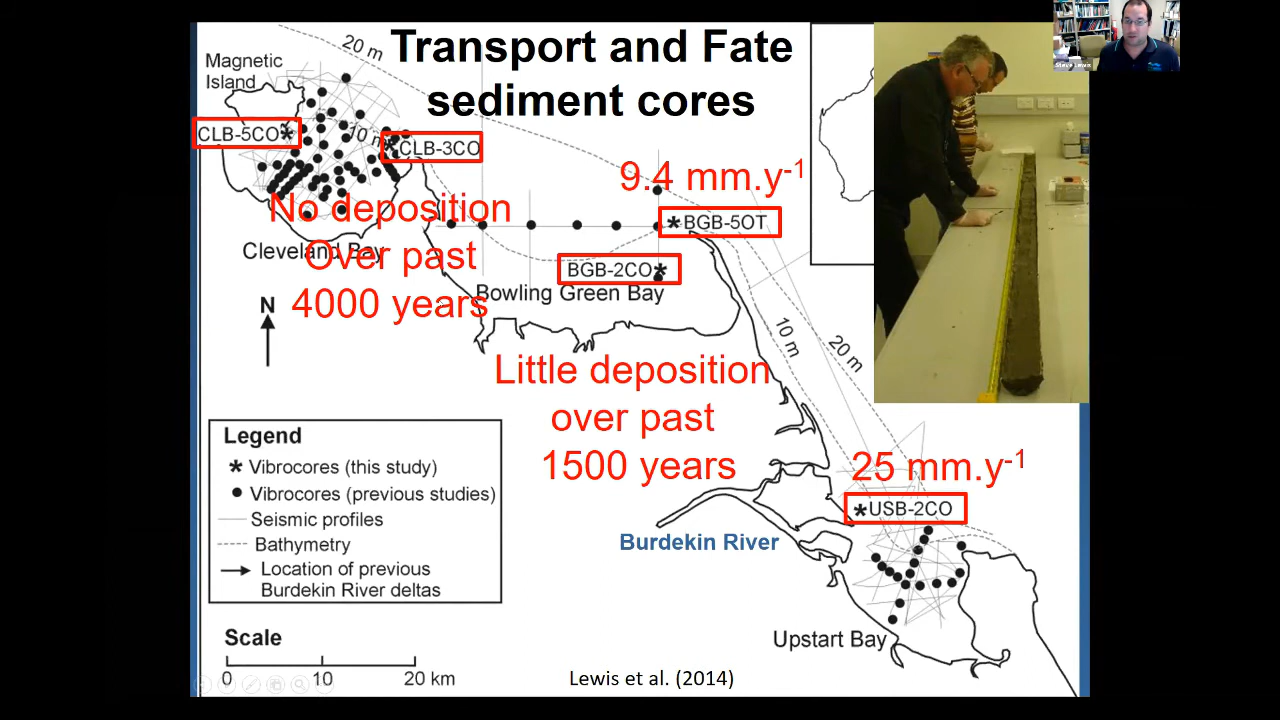 Transport and Fate
sediment cores
Steve Lewis
20 m
Magnetic
Island
CLB-5CO*
10 m
*CLB-3CO
9.4 mm.y-1
No deposition
Over past
4000 years
Cleveland Bay
*BGB-5OT
BGB-2CO*
Bowling Green Bay
N
10 m
20 m
Little deposition
over past
1500 years
25 mm.y-1
*USB-2CO
Burdekin River
Upstart Bay
Legend
* Vibrocores (this study)
Vibrocores (previous studies)
Seismic profiles
Bathymetry
Location of previous
Burdekin River deltas
Scale
0 10 20 km
Lewis et al. (2014)